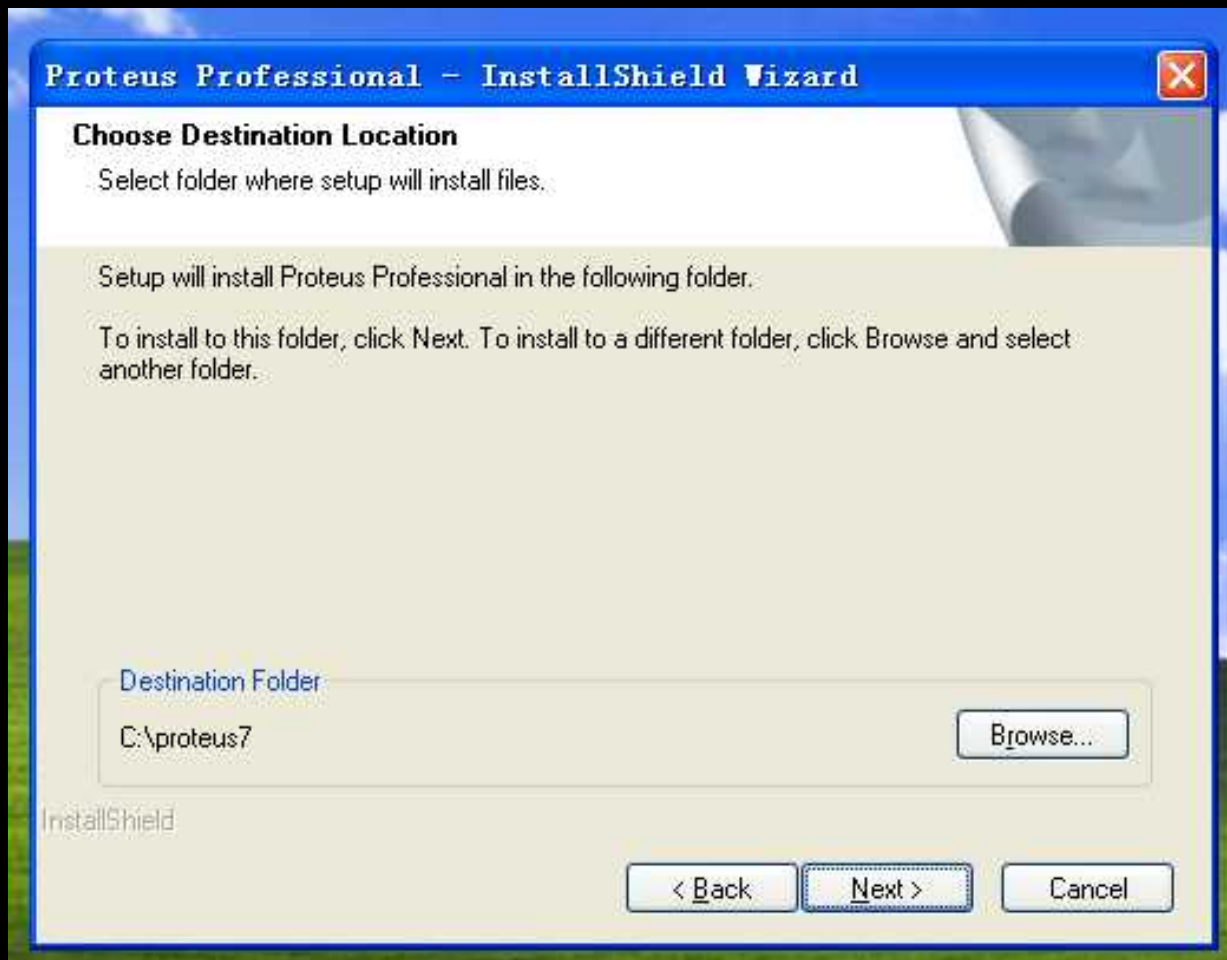 Proteus Professional - InstallShield Wizard
Choose Destination Location
Select folder where setup will install files.
Setup will install Proteus Professional in the following folder.
To install to this folder, click Next. To install to a different folder, click Browse and select
another folder.
Destination Folder
C:\proteus7
Browse...
InstallShield
< Back
Next >
Cancel